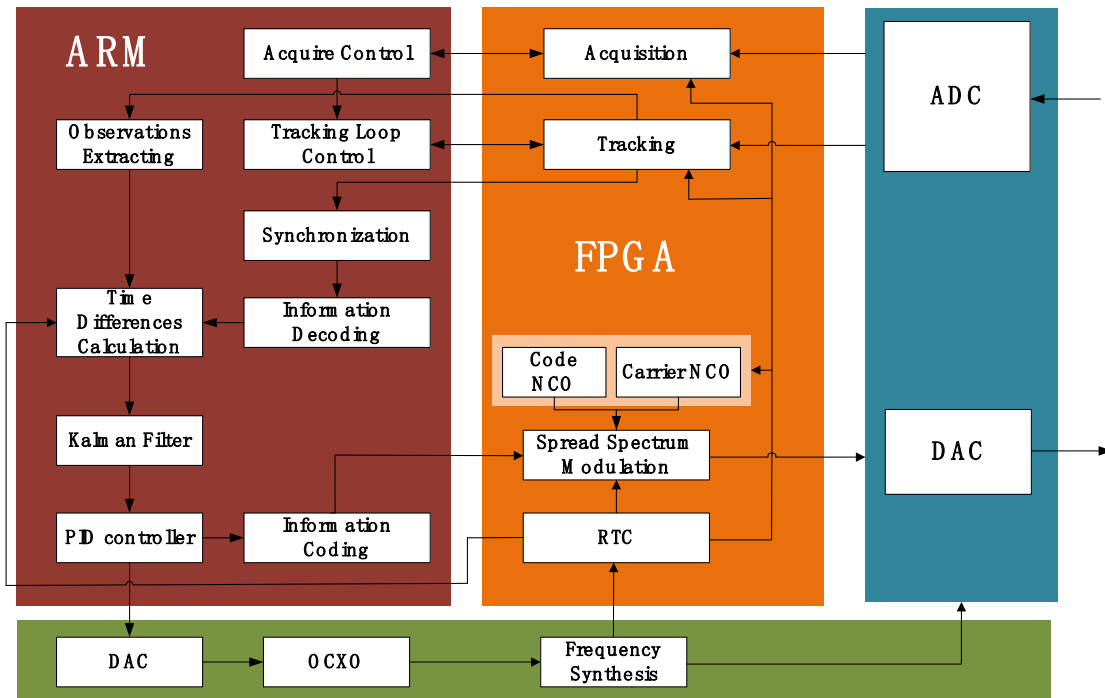 ARM
Acquire Control
Observations
Extracting
Tracking Loop
Control
Synchronization
Time
Differences
Calculation
Information
Decoding
Kalman Filter
PID controller
Information
Coding
Acquisition
Tracking
FPGA
Code
NCO
Carrier NCO
Spread Spectrum
Modulation
RTC
ADC
DAC
DAC
OCXO
Frequency
Synthesis